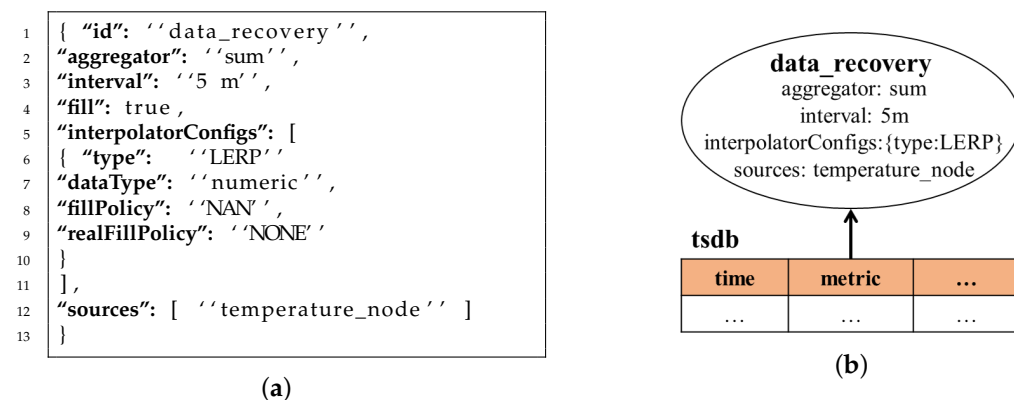 1 { “id”: ‘‘data_recovery’’,
2 “aggregator”: ‘‘sum’’,
3 “interval”: ‘‘5 m’’,
4 “fill”: true,
5 “interpolatorConfigs”: [
6 { “type”: ‘‘LERP’’
7 “dataType”: ‘‘numeric’’,
8 “fillPolicy”: ‘‘NAN’’,
9 “realFillPolicy”: ‘‘NONE’’
10 }
11 ],
12 “sources”: [ ‘‘temperature_node’’ ]
13 }
(a)
data_recovery
aggregator: sum
interval: 5m
interpolatorConfigs:{type:LERP}
sources: temperature_node
tsdb
time metric ...
... ... ...
(b)